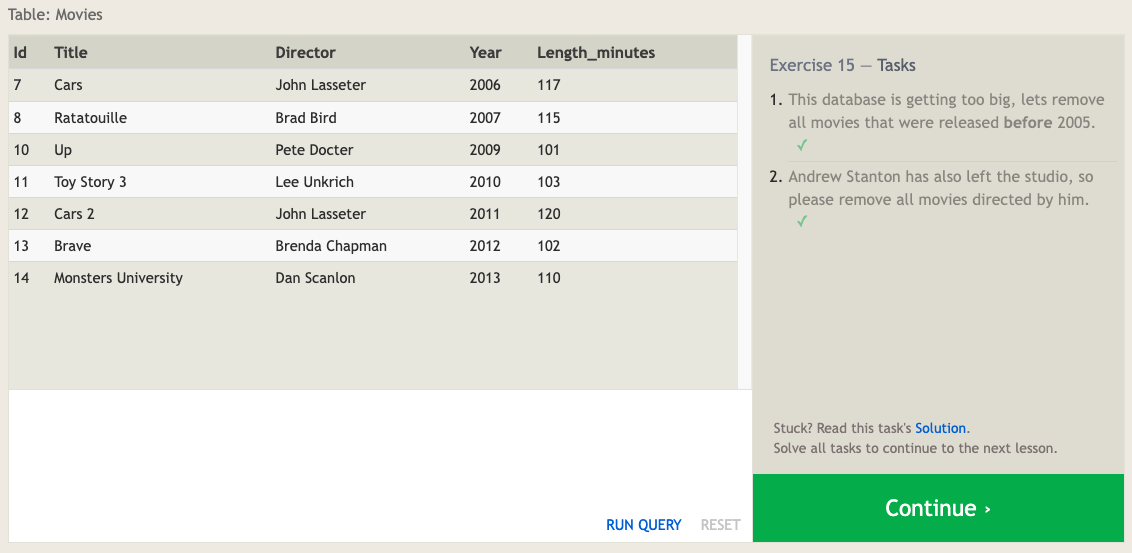 Table: Movies
Id Title Director Year Length_minutes
7 Cars John Lasseter 2006 117
8 Ratatouille Brad Bird 2007 115
10 Up Pete Docter 2009 101
11 Toy Story 3 Lee Unkrich 2010 103
12 Cars 2 John Lasseter 2011 120
13 Brave Brenda Chapman 2012 102
14 Monsters University Dan Scanlon 2013 110
RUN QUERY RESET
Exercise 15 — Tasks
1. This database is getting too big, lets remove
all movies that were released before 2005.
✓
2. Andrew Stanton has also left the studio, so
please remove all movies directed by him.
✓
Stuck? Read this task's Solution.
Solve all tasks to continue to the next lesson.
Continue ›